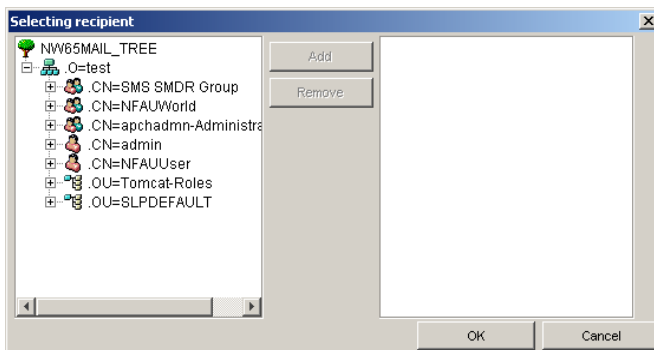 Selecting recipient
NW65MAIL_TREE
.O=test
.CN=SMS SMDR Group
.CN=NFAUWorld
.CN=apchadmn-Administra
.CN=admin
.CN=NFAUUser
.OU=Tomcat-Roles
.OU=SLPDEFAULT
Add
Remove
OK Cancel